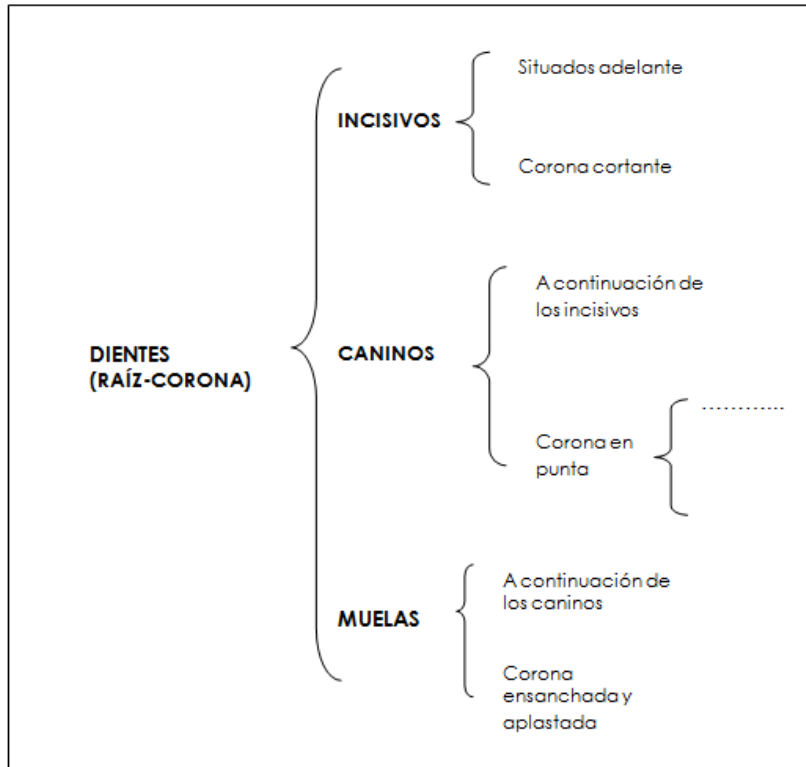 Situados adelante
INCISIVOS
Corona cortante
A continuación de
los incisivos
DIENTES
(RAÍZ-CORONA)
CANINOS
............
Corona en
punta
A continuación de
los caninos
MUELAS
Corona
ensanchada y
aplastada